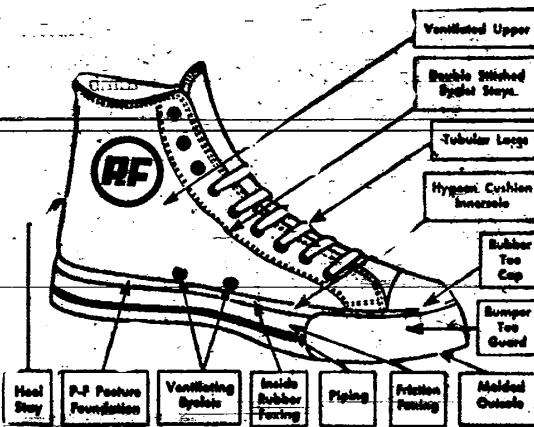 Ventilated Upper
Double Stitched
Eyelet Stays
Tubular Laces
Hygeen Cushion
Innersole
Rubber
Toe
Cap
RF
Bumper
Toe
Guard
Heel
Stay
P-F Posture
Foundation
Ventilating
Eyelets
Inside
Rubber
Foxing
Piping
Friction
Foxing
Molded
Outsole